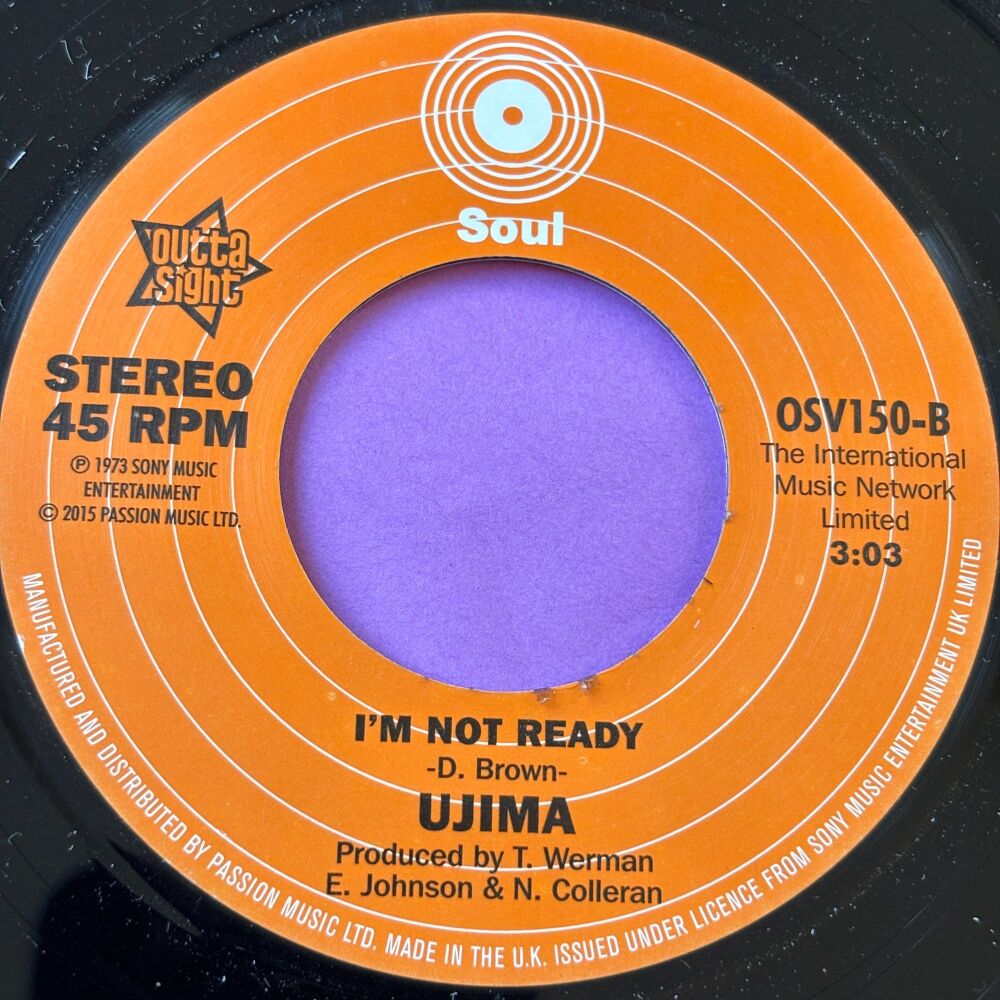 Soul
outta
sight
STEREO
45 RPM
℗ 1973 SONY MUSIC
ENTERTAINMENT
© 2015 PASSION MUSIC LTD.
OSV150-B
The International
Music Network
Limited
3:03
I'M NOT READY
-D. Brown-
UJIMA
Produced by T. Werman
E. Johnson & N. Colleran
MANUFACTURED AND DISTRIBUTED BY PASSION MUSIC LTD. MADE IN THE U.K. ISSUED UNDER LICENCE FROM SONY MUSIC ENTERTAINMENT UK LIMITED